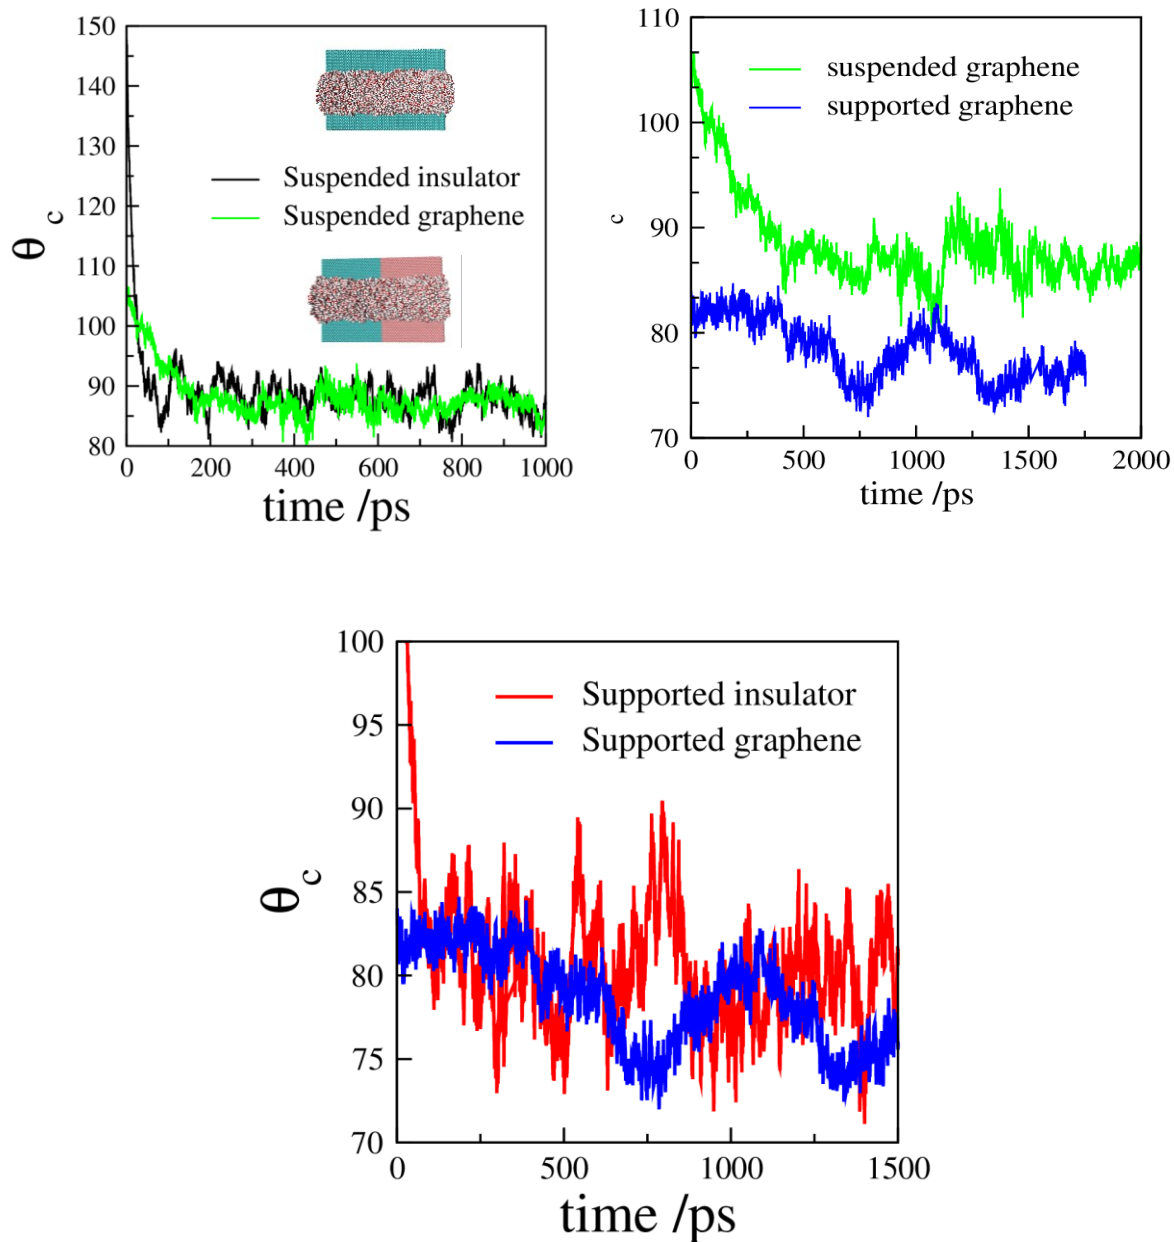 150
140
130
120
110
100
90
80
θc
Suspended insulator
Suspended graphene
0
200
400
600
800
1000
time /ps
110
100
90
80
70
c
suspended graphene
supported graphene
0
500
1000
1500
2000
time /ps
100
95
90
85
80
75
70
θc
Supported insulator
Supported graphene
0
500
1000
1500
time /ps